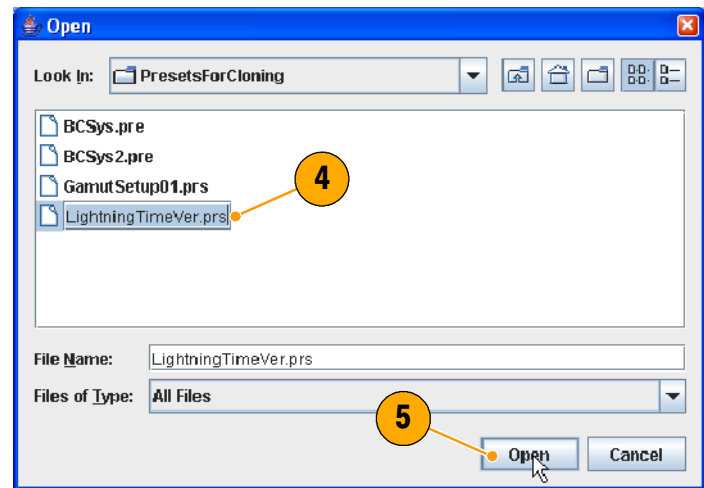 Open
Look In: PresetsForCloning
BCSys.pre
BCSys2.pre
GamutSetup01.prs
4
LightningTimeVer.prs
File Name: LightningTimeVer.prs
Files of Type: All Files
5
Open Cancel